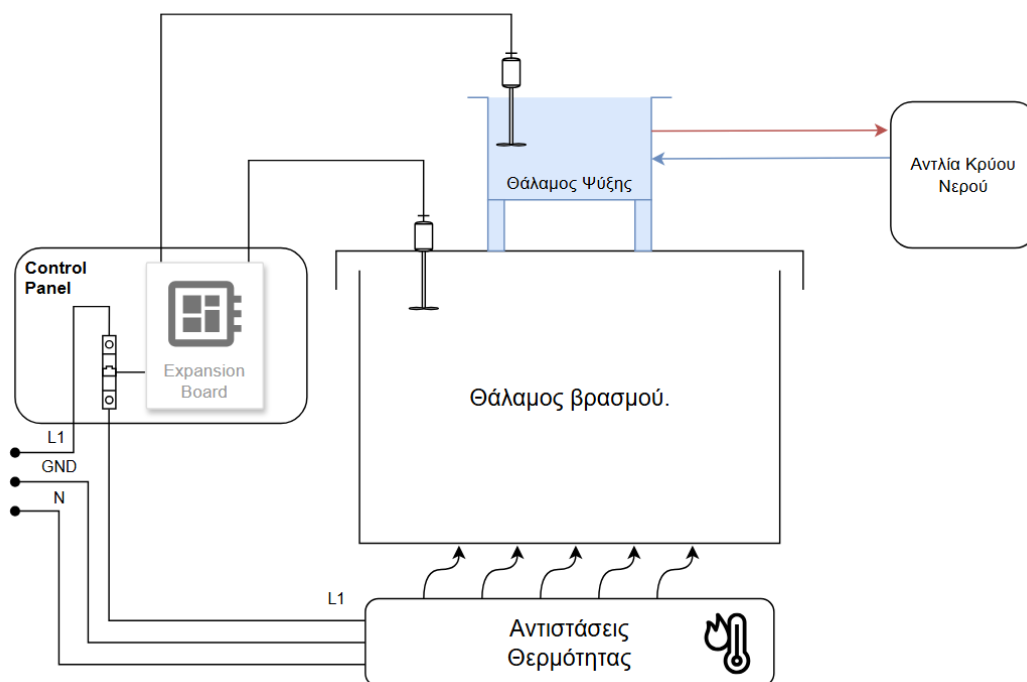 Θάλαμος Ψύξης
Αντλία Κρύου
Νερού
Control
Panel
Expansion
Board
Θάλαμος βρασμού.
L1
GND
N
L1
Αντιστάσεις
Θερμότητας